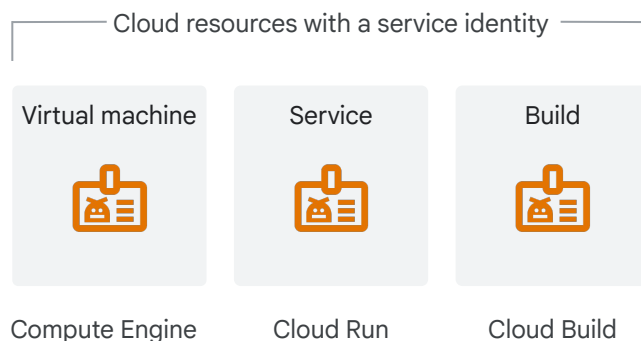 Cloud resources with a service identity
Virtual machine
Service
Build
Compute Engine
Cloud Run
Cloud Build